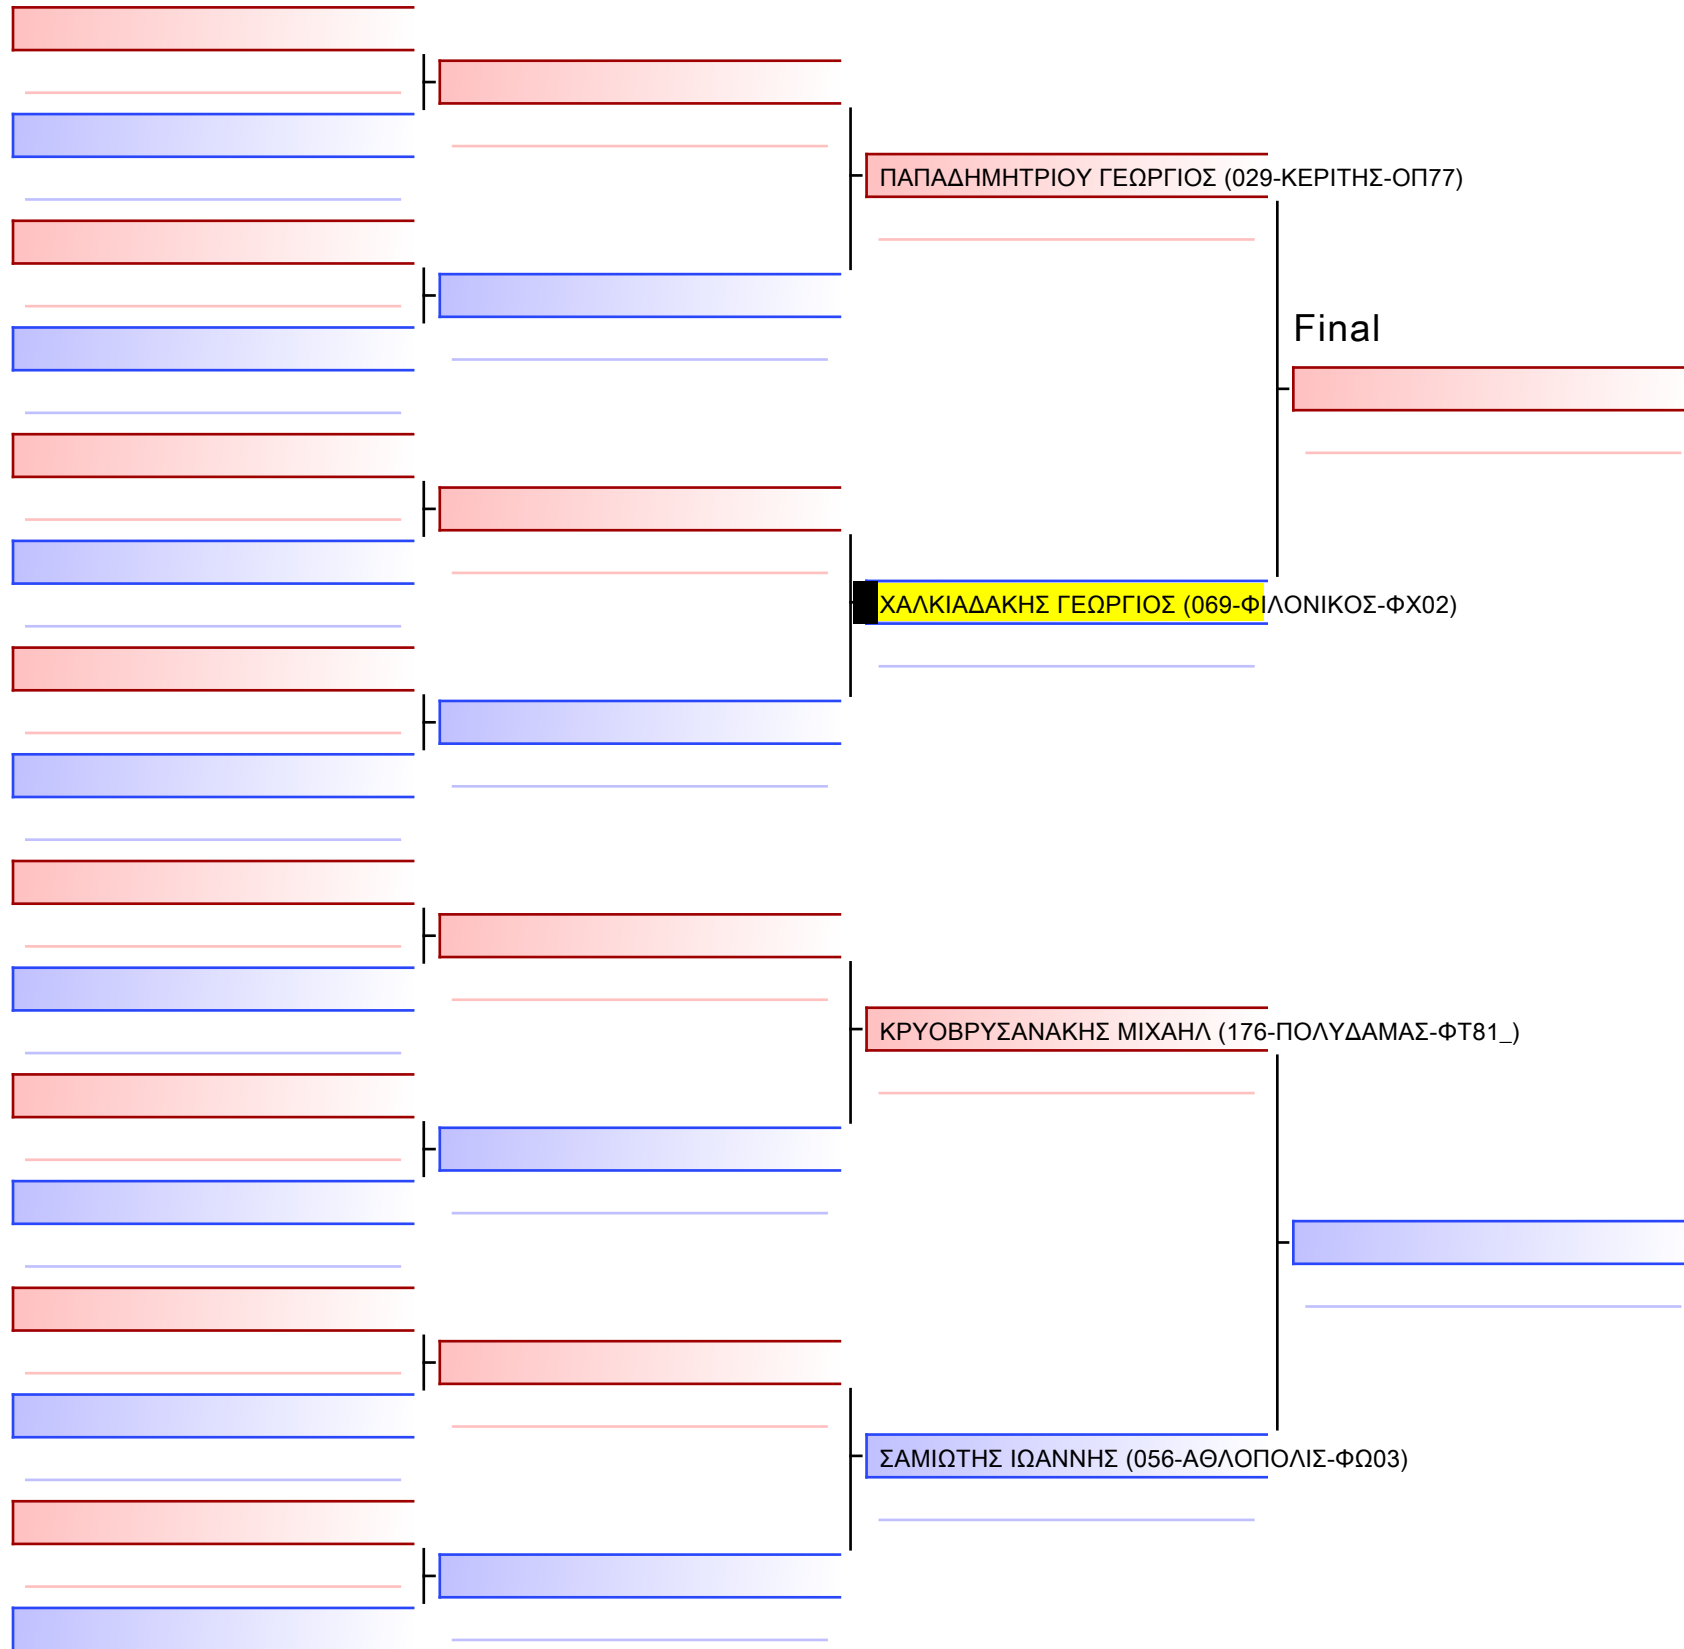 ΠΑΠΑΔΗΜΗΤΡΙΟΥ ΓΕΩΡΓΙΟΣ (029-ΚΕΡΙΤΗΣ-ΟΠ77)
Final
ΧΑΛΚΙΑΔΑΚΗΣ ΓΕΩΡΓΙΟΣ (069-ΦΙΛΟΝΙΚΟΣ-ΦΧ02)
ΚΡΥΟΒΡΥΣΑΝΑΚΗΣ ΜΙΧΑΗΛ (176-ΠΟΛΥΔΑΜΑΣ-ΦΤ81_)
ΣΑΜΙΩΤΗΣ ΙΩΑΝΝΗΣ (056-ΑΘΛΟΠΟΛΙΣ-ΦΩ03)